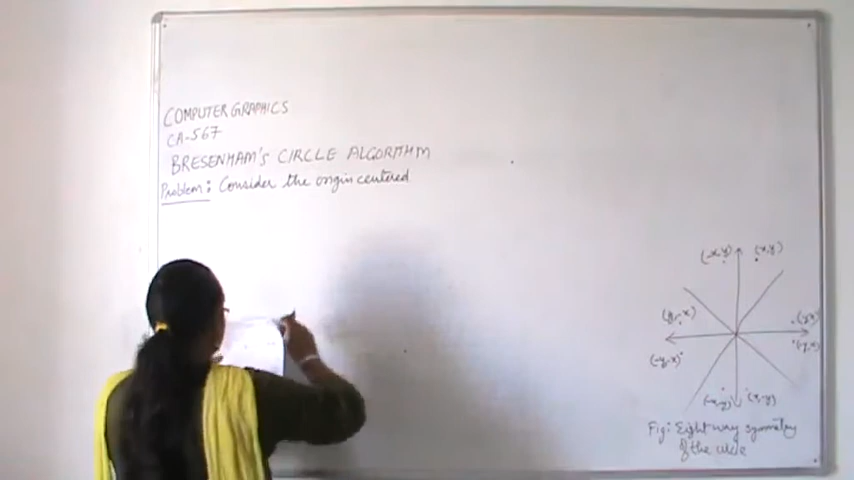 COMPUTER GRAPHICS
CA-567
BRESENHAM'S CIRCLE ALGORITHM
Problem: Consider the origin centered
(-x,y) (x,y)
(y,x)
(-y,-x)
(x,-y)
Fig: Eight way symmetry
of the circle